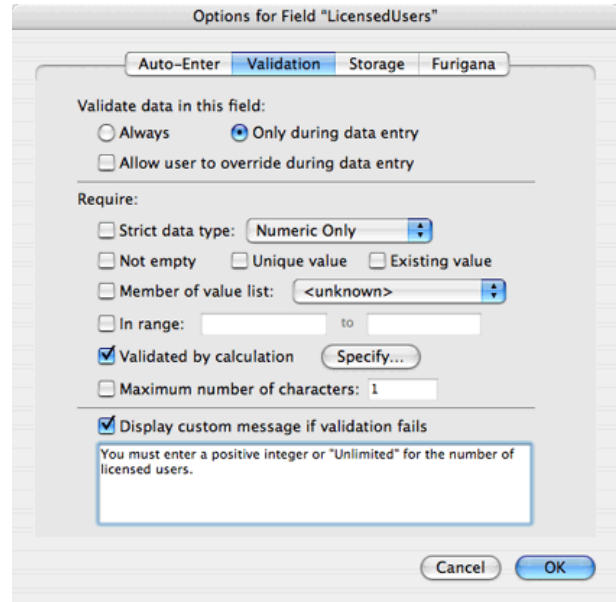 Options for Field "LicensedUsers"
Auto-Enter Validation Storage Furigana
Validate data in this field:
Always Only during data entry
Allow user to override during data entry
Require:
Strict data type: Numeric Only
Not empty Unique value Existing value
Member of value list: <unknown>
In range: to
Validated by calculation Specify...
Maximum number of characters: 1
Display custom message if validation fails
You must enter a positive integer or "Unlimited" for the number of
licensed users.
Cancel OK